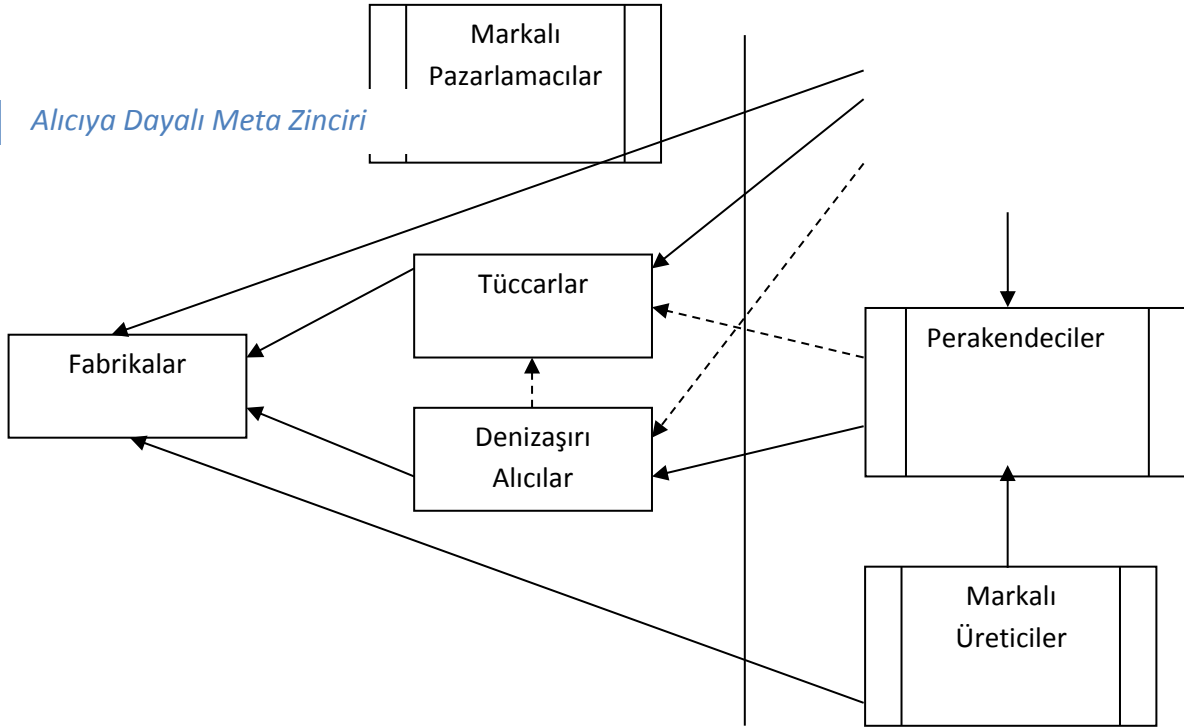 Markalı
Pazarlamacılar
Alıcıya Dayalı Meta Zinciri
Tüccarlar
Perakendeciler
Fabrikalar
Denizaşırı
Alıcılar
Markalı
Üreticiler